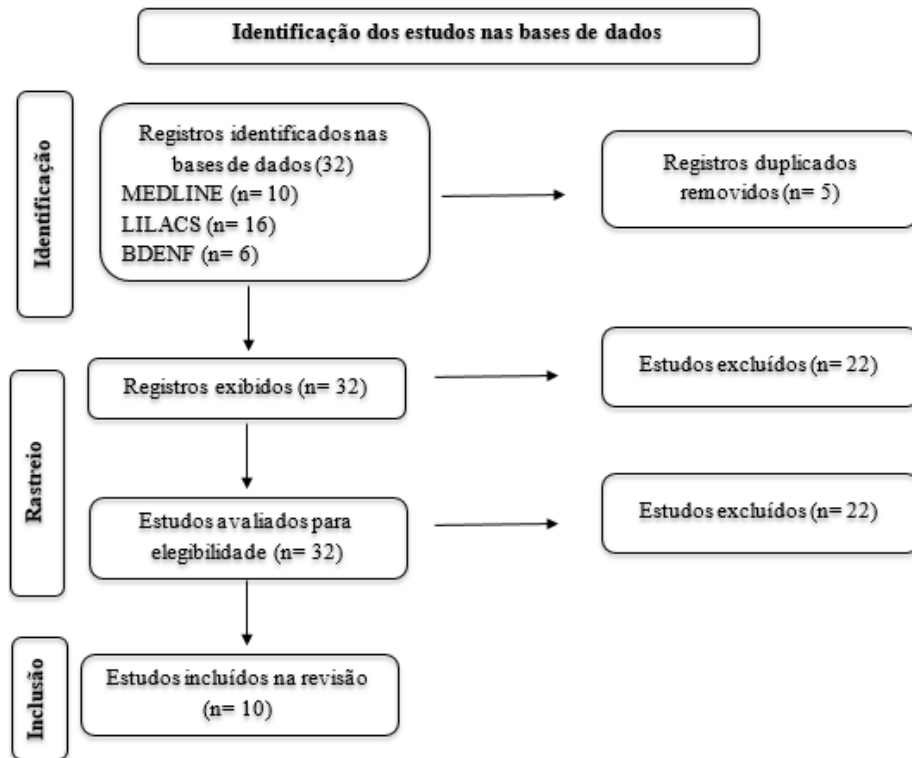 Identificação dos estudos nas bases de dados
Identificação
Registros identificados nas
bases de dados (32)
MEDLINE (n= 10)
LILACS (n= 16)
BDENF (n= 6)
Registros duplicados
removidos (n= 5)
Rastreio
Registros exibidos (n= 32)
Estudos excluídos (n= 22)
Estudos avaliados para
elegibilidade (n= 32)
Estudos excluídos (n= 22)
Inclusão
Estudos incluídos na revisão
(n= 10)